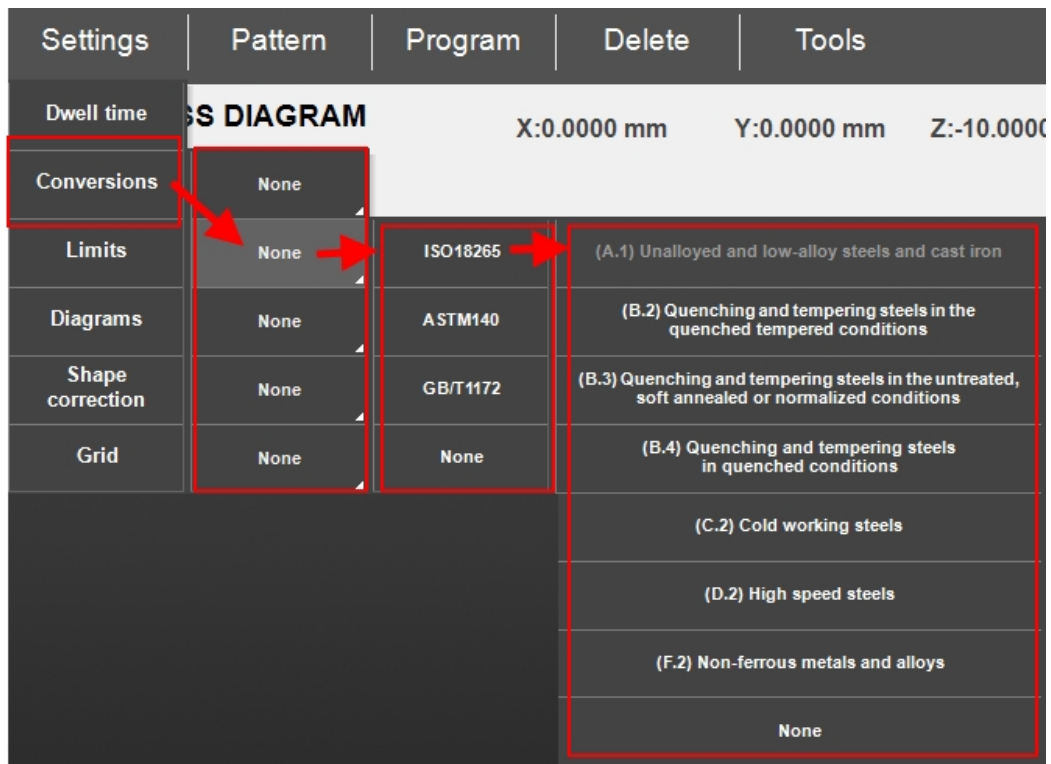 Settings Pattern Program Delete Tools
Dwell time SS DIAGRAM X:0.0000 mm Y:0.0000 mm Z:-10.0000
Conversions None
Limits None ISO18265 (A.1) Unalloyed and low-alloy steels and cast iron
Diagrams None ASTM140 (B.2) Quenching and tempering steels in the
quenched tempered conditions
Shape
correction None GB/T1172 (B.3) Quenching and tempering steels in the untreated,
soft annealed or normalized conditions
Grid None None (B.4) Quenching and tempering steels
in quenched conditions
(C.2) Cold working steels
(D.2) High speed steels
(F.2) Non-ferrous metals and alloys
None